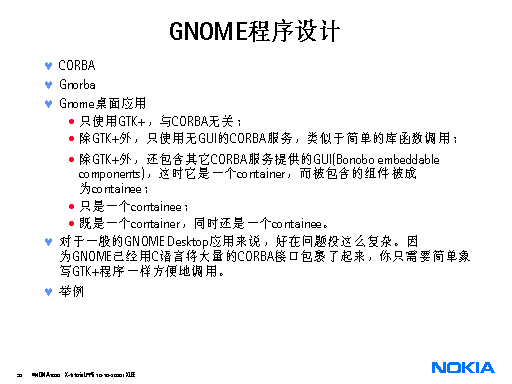 GNOME程序设计
CORBA
Gnorba
Gnome桌面应用
只使用GTK+，与CORBA无关；
除GTK+外，只使用无GUI的CORBA服务，类似于简单的库函数调用；
除GTK+外，还包含其它CORBA服务提供的GUI(Bonobo embeddable
components)，这时它是一个container，而被包含的组件被成
为containee；
只是一个containee；
既是一个container，同时还是一个containee。
对于一般的GNOME Desktop应用来说，好在问题没这么复杂。因
为GNOME已经用C语言将大量的CORBA接口包裹了起来，你只需要简单象
写GTK+程序一样方便地调用。
举例
NOKIA